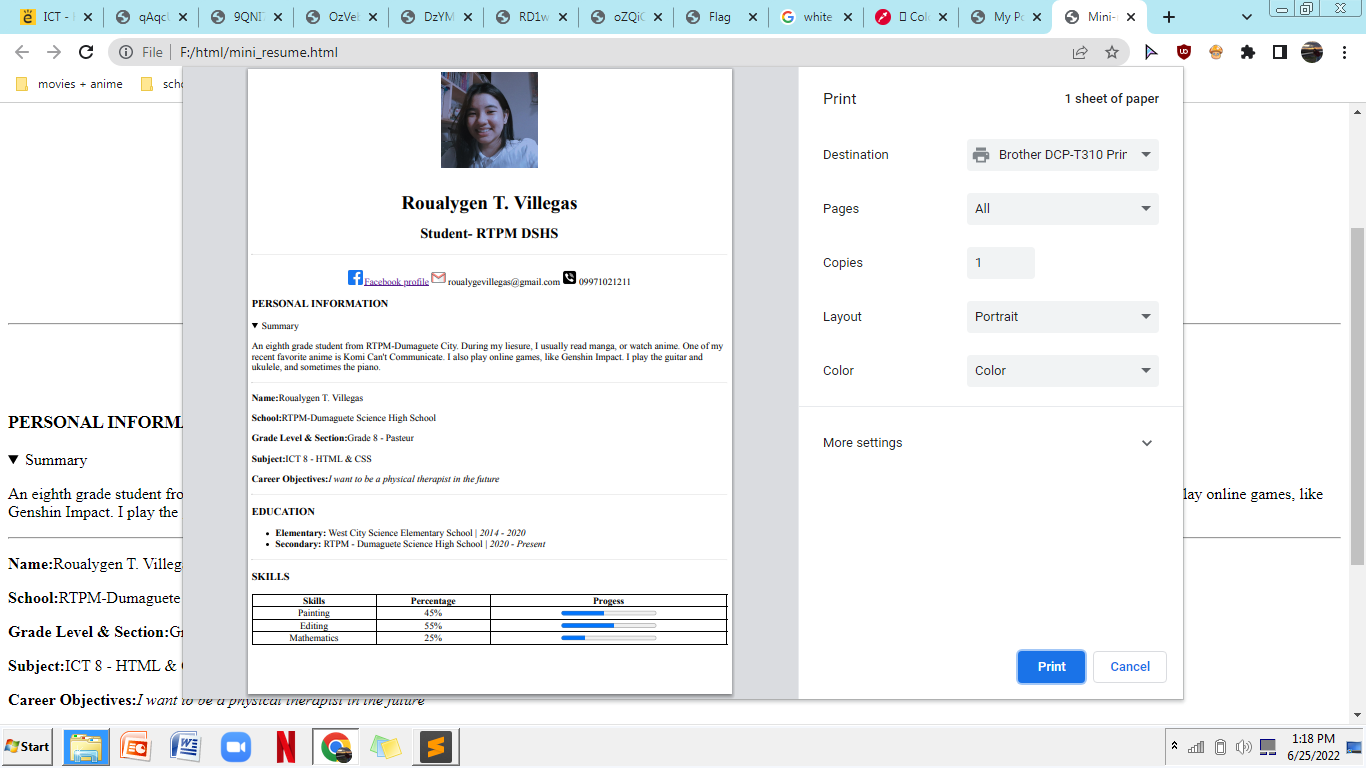 ICT -
qAqcl
9QNI
OzVel
DzYM
RD1w
oZQi
Flag
white
Col
My Po
Mini-
File
F:/html/mini_resume.html
movies + anime
Print
1 sheet of paper
Destination
Brother DCP-T310 Prir
Pages
All
Copies
1
Layout
Portrait
Color
Color
More settings
Print
Cancel
Roualygen T. Villegas
Student- RTPM DSHS
Facebook profile roualygevillegas@gmail.com 09971021211
PERSONAL INFORMATION
Summary
An eighth grade student from RTPM-Dumaguete City. During my liesure, I usually read manga, or watch anime. One of my
recent favorite anime is Komi Can't Communicate. I also play online games, like Genshin Impact. I play the guitar and
ukulele, and sometimes the piano.
Name:Roualygen T. Villegas
School:RTPM-Dumaguete Science High School
Grade Level & Section:Grade 8 - Pasteur
Subject:ICT 8 - HTML & CSS
Career Objectives:I want to be a physical therapist in the future
EDUCATION
Elementary: West City Science Elementary School | 2014 - 2020
Secondary: RTPM - Dumaguete Science High School | 2020 - Present
SKILLS
Skills Percentage Progess
Painting 45%
Editing 55%
Mathematics 25%
PERSONAL INFORM
Summary
An eighth grade student fro
lay online games, like
Genshin Impact. I play the
Name:Roualygen T. Villeg
School:RTPM-Dumaguete
Grade Level & Section:G
Subject:ICT 8 - HTML &
Career Objectives:I want to be a physical therapist in the future
Start
1:18 PM
6/25/2022